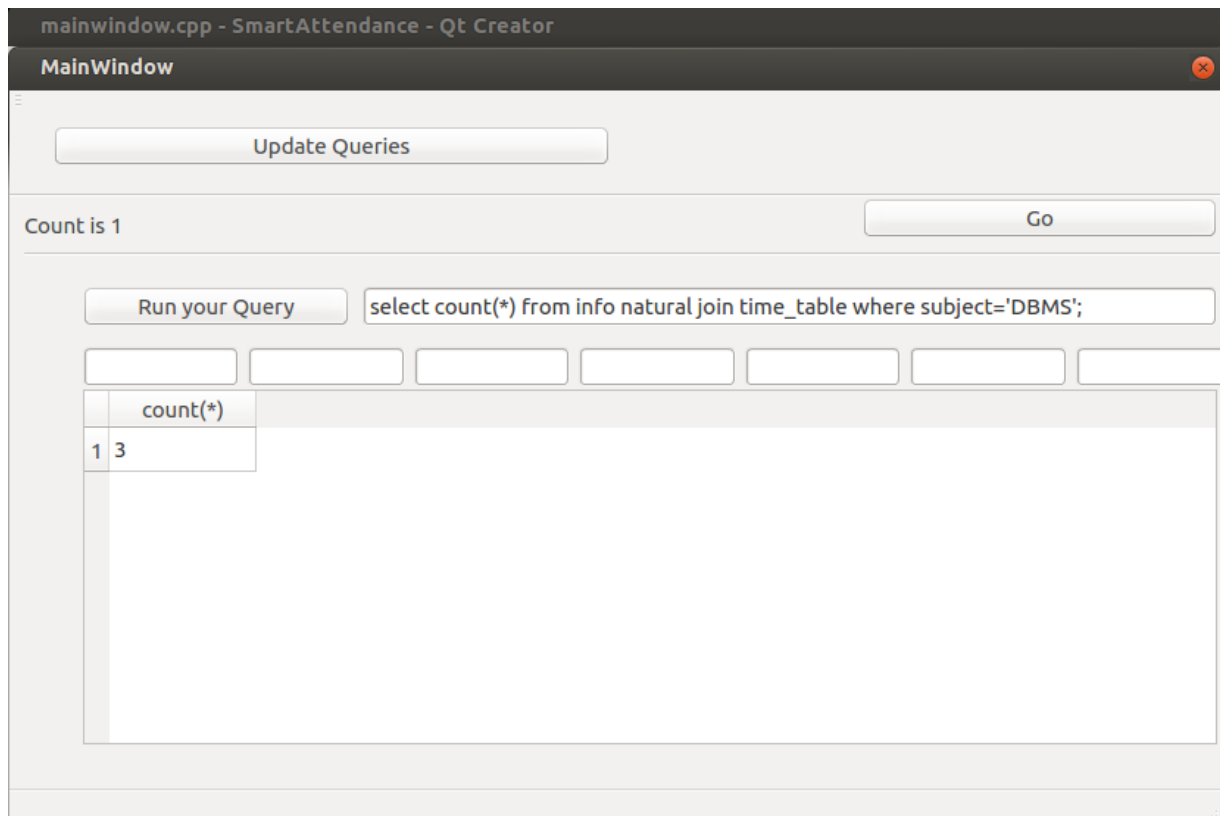 mainwindow.cpp - SmartAttendance - Qt Creator
MainWindow
Update Queries
Count is 1
Go
Run your Query
select count(*) from info natural join time_table where subject='DBMS';
count(*)
1 3